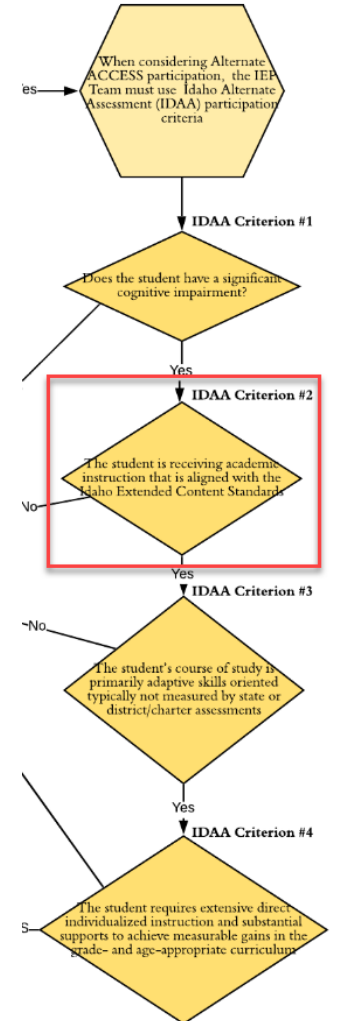 When considering Alternate
ACCESS participation, the IEP
Team must use Idaho Alternate
Assessment (IDAA) participation
criteria
es
IDAA Criterion #1
Does the student have a significant
cognitive impairment?
Yes
IDAA Criterion #2
The student is receiving academic
instruction that is aligned with the
Idaho Extended Content Standards
No
Yes
IDAA Criterion #3
No
The student's course of study is
primarily adaptive skills oriented
typically not measured by state or
district/charter assessments
Yes
IDAA Criterion #4
The student requires extensive direct
individualized instruction and substantial
supports to achieve measurable gains in the
grade- and age-appropriate curriculum
s